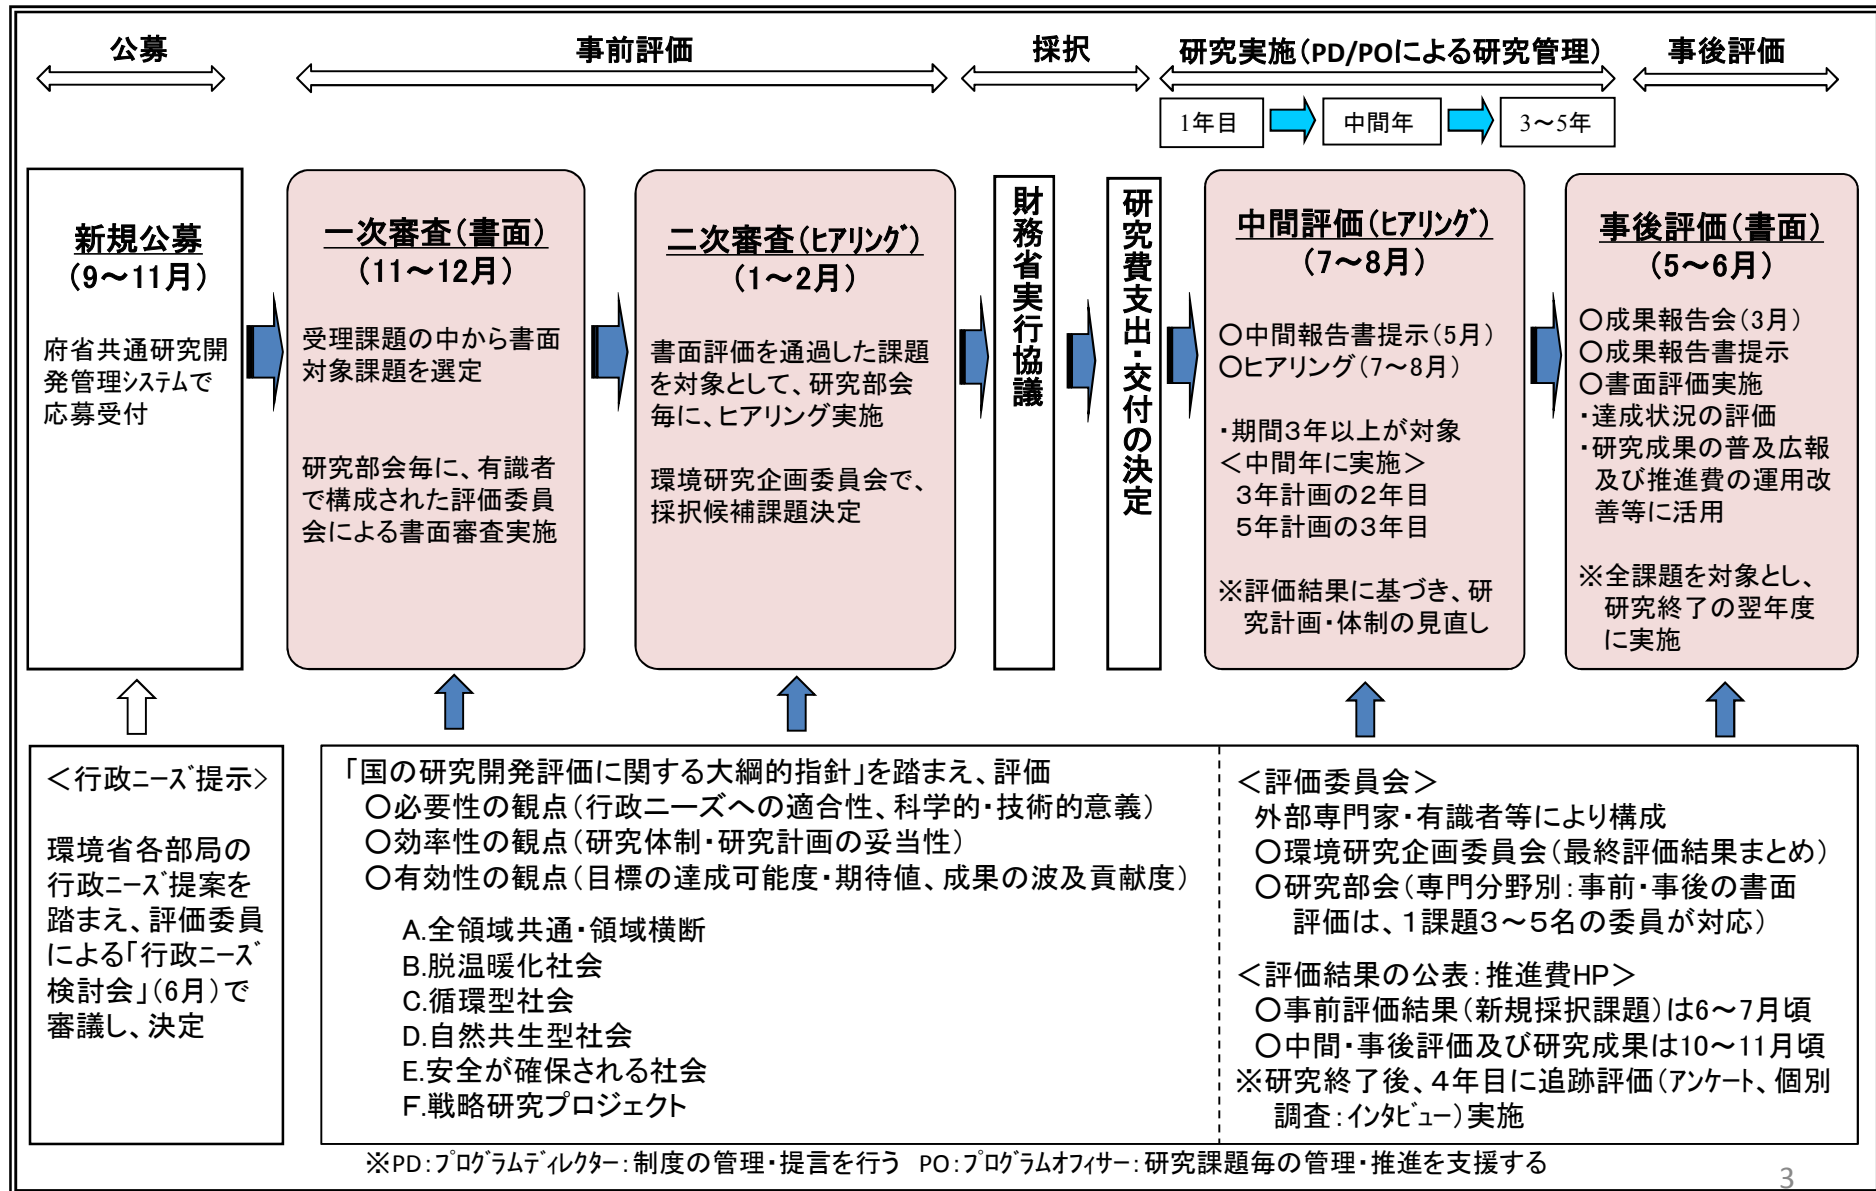 公募
事前評価
採択
研究実施（PD/POによる研究管理）
事後評価
1年目
中間年
3～5年
新規公募
（9～11月）
府省共通研究開
発管理ｼｽﾃﾑで
応募受付
一次審査（書面）
（11～12月）
受理課題の中から書面
対象課題を選定
研究部会毎に、有識者
で構成された評価委員
会による書面審査実施
二次審査（ﾋｱﾘﾝｸﾞ）
（1～2月）
書面評価を通過した課題
を対象として、研究部会
毎に、ヒアリング実施
環境研究企画委員会で、
採択候補課題決定
財務省実行協議
研究費支出・交付の決定
中間評価（ﾋｱﾘﾝｸﾞ）
（7～8月）
○中間報告書提示（5月）
○ヒアリング（7～8月）
・期間３年以上が対象
＜中間年に実施＞
３年計画の２年目
５年計画の３年目
※評価結果に基づき、研
究計画・体制の見直し
事後評価（書面）
（5～6月）
○成果報告会（3月）
○成果報告書提示
○書面評価実施
・達成状況の評価
・研究成果の普及広報
及び推進費の運用改
善等に活用
※全課題を対象とし、
研究終了の翌年度
に実施
＜行政ﾆｰｽﾞ提示＞
環境省各部局の
行政ﾆｰｽﾞ提案を
踏まえ、評価委員
による「行政ﾆｰｽﾞ
検討会」（6月）で
審議し、決定
「国の研究開発評価に関する大綱的指針」を踏まえ、評価
○必要性の観点（行政ニーズへの適合性、科学的・技術的意義）
○効率性の観点（研究体制・研究計画の妥当性）
○有効性の観点（目標の達成可能度・期待値、成果の波及貢献度）
A.全領域共通・領域横断
B.脱温暖化社会
C.循環型社会
D.自然共生型社会
E.安全が確保される社会
F.戦略研究プロジェクト
＜評価委員会＞
外部専門家・有識者等により構成
○環境研究企画委員会（最終評価結果まとめ）
○研究部会（専門分野別：事前・事後の書面
評価は、１課題３～５名の委員が対応）
＜評価結果の公表：推進費HP＞
○事前評価結果（新規採択課題）は6～7月頃
○中間・事後評価及び研究成果は10～11月頃
※研究終了後、４年目に追跡評価（ｱﾝｹｰﾄ、個別
調査：ｲﾝﾀﾋﾞｭｰ）実施
※PD：ﾌﾟﾛｸﾞﾗﾑﾃﾞｨﾚｸﾀｰ：制度の管理・提言を行う PO：ﾌﾟﾛｸﾞﾗﾑｵﾌｨｻｰ：研究課題毎の管理・推進を支援する
3